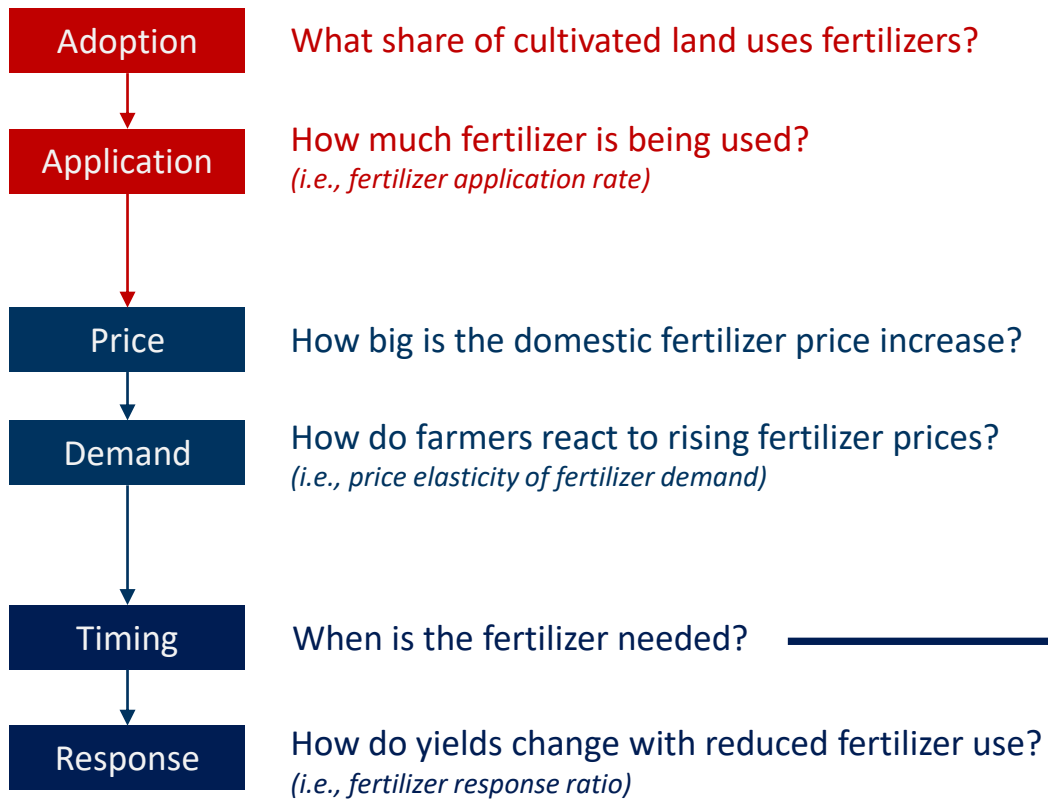 Adoption
What share of cultivated land uses fertilizers?
Application
How much fertilizer is being used?
(i.e., fertilizer application rate)
Price
How big is the domestic fertilizer price increase?
Demand
How do farmers react to rising fertilizer prices?
(i.e., price elasticity of fertilizer demand)
Timing
When is the fertilizer needed?
Response
How do yields change with reduced fertilizer use?
(i.e., fertilizer response ratio)